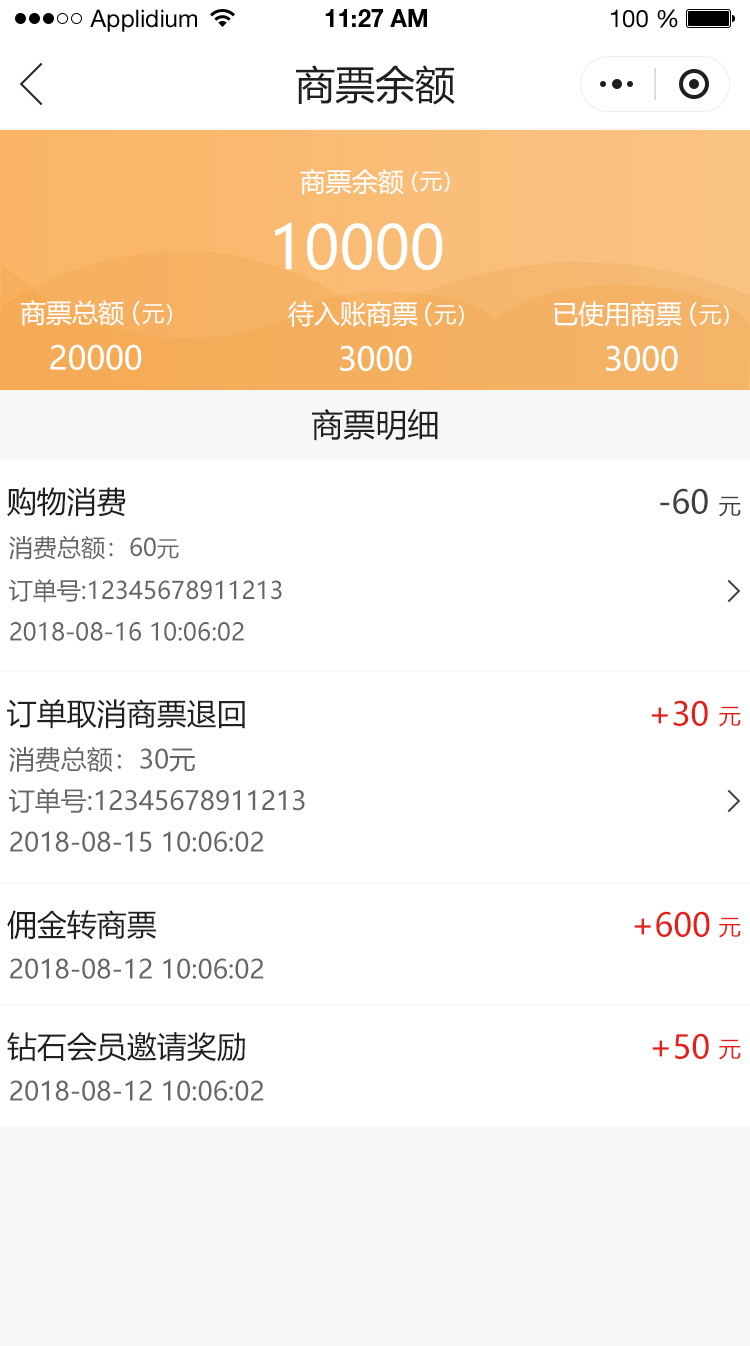 Applidium 11:27 AM 100 %
商票余额
商票余额(元)
10000
商票总额(元) 待入账商票(元) 已使用商票(元)
20000 3000 3000
商票明细
购物消费 -60 元
消费总额：60元
订单号:12345678911213
2018-08-16 10:06:02
订单取消商票退回 +30 元
消费总额：30元
订单号:12345678911213
2018-08-15 10:06:02
佣金转商票 +600 元
2018-08-12 10:06:02
钻石会员邀请奖励 +50 元
2018-08-12 10:06:02